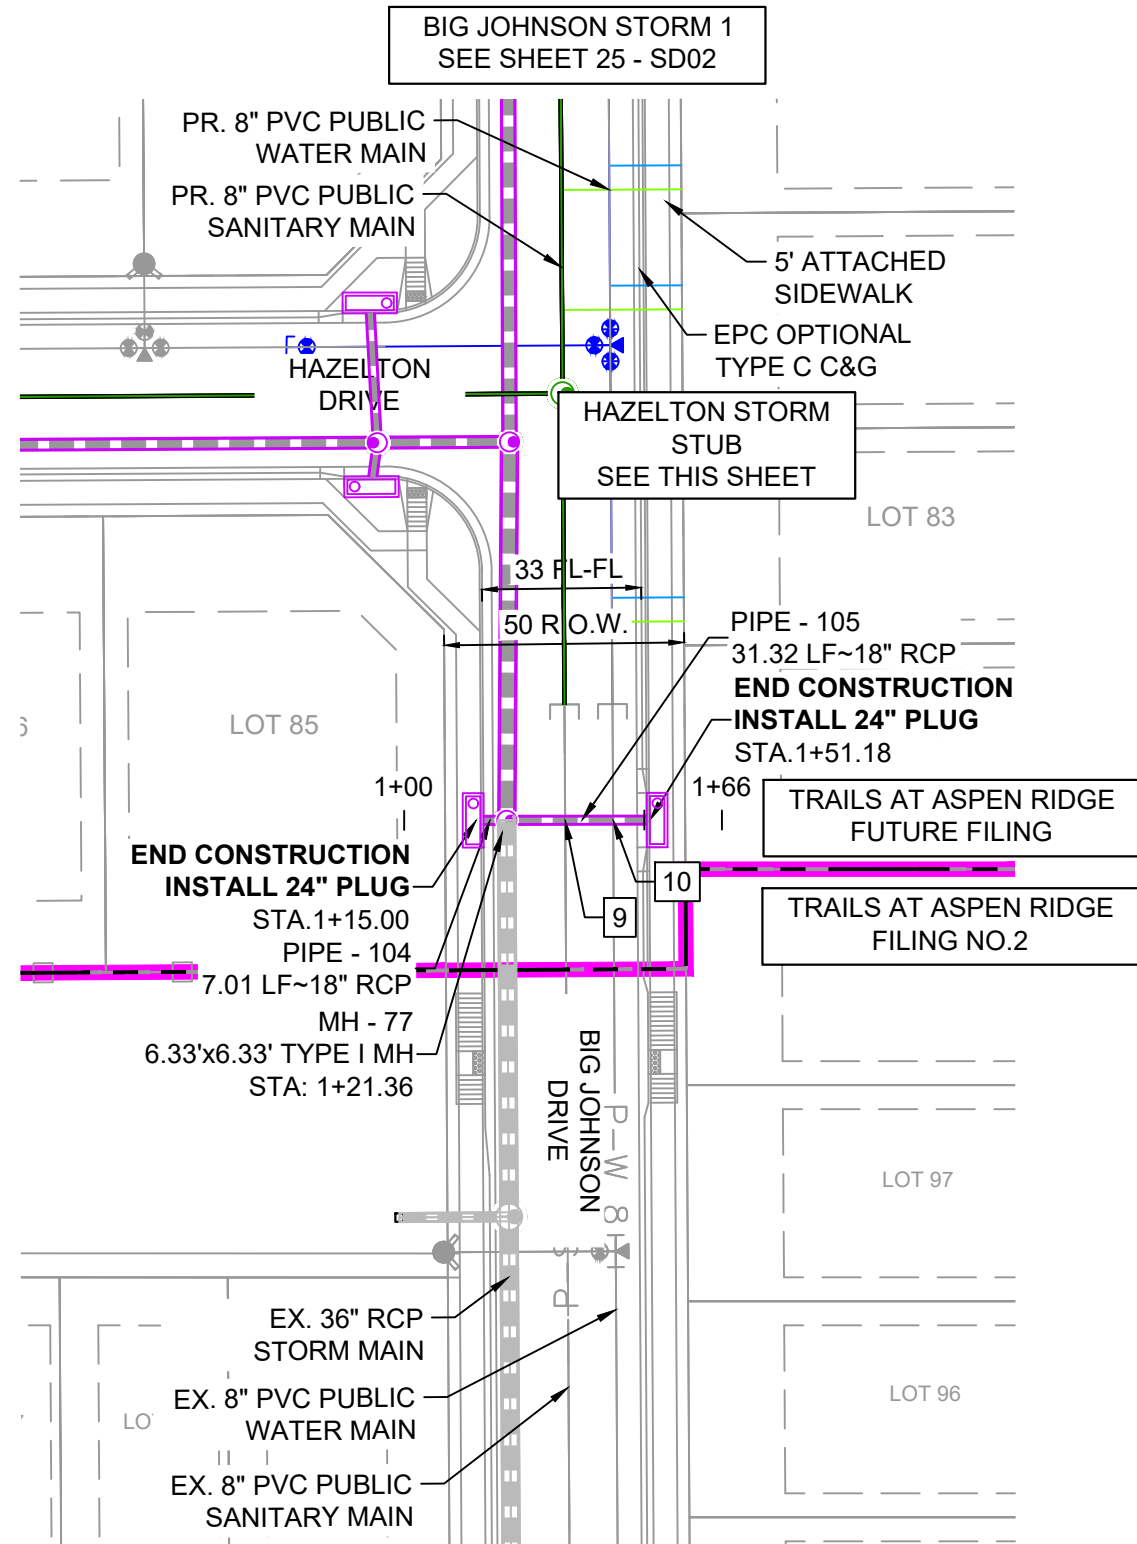 BIG JOHNSON STORM 1
SEE SHEET 25 - SD02
PR. 8" PVC PUBLIC
WATER MAIN
PR. 8" PVC PUBLIC
SANITARY MAIN
5' ATTACHED
SIDEWALK
EPC OPTIONAL
TYPE C C&G
HAZELTON
DRIVE
HAZELTON STORM
STUB
SEE THIS SHEET
LOT 83
33 FL-FL
50 R.O.W.
PIPE - 105
31.32 LF~18" RCP
END CONSTRUCTION
INSTALL 24" PLUG
STA.1+51.18
LOT 85
1+00
1+66
TRAILS AT ASPEN RIDGE
FUTURE FILING
END CONSTRUCTION
INSTALL 24" PLUG
STA.1+15.00
PIPE - 104
7.01 LF~18" RCP
MH - 77
6.33'x6.33' TYPE I MH
STA: 1+21.36
10
9
TRAILS AT ASPEN RIDGE
FILING NO.2
BIG JOHNSON
DRIVE
P-W 8
P-S
LOT 97
EX. 36" RCP
STORM MAIN
EX. 8" PVC PUBLIC
WATER MAIN
EX. 8" PVC PUBLIC
SANITARY MAIN
LOT 96